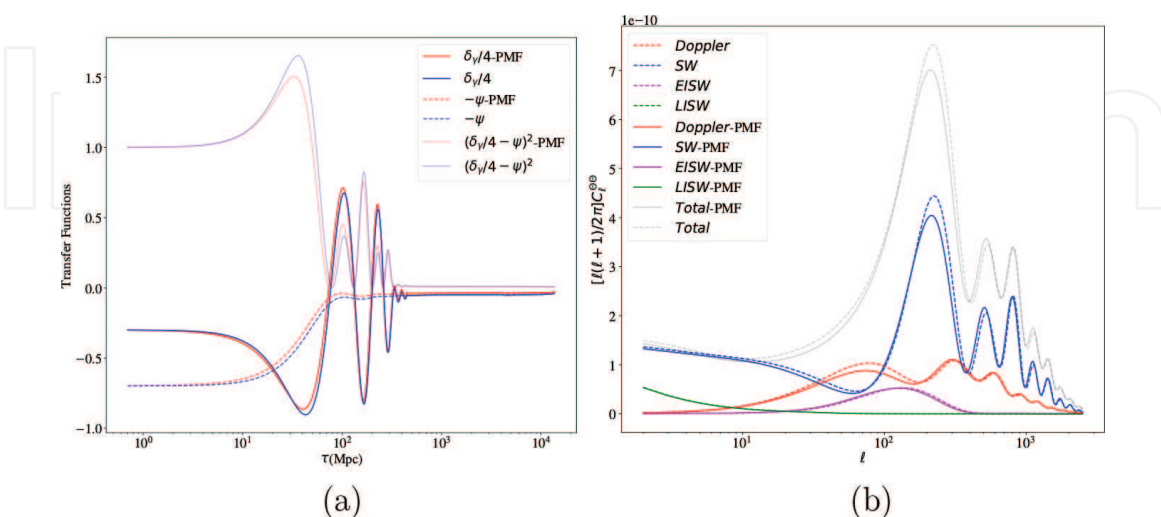 1.5
1.0
0.5
0.0
−0.5
−1.0
Transfer Functions
δγ/4-PMF
δγ/4
−ψ-PMF
−ψ
(δγ/4 − ψ)²-PMF
(δγ/4 − ψ)²
10⁰
10¹
10²
10³
10⁴
τ(Mpc)
(a)
1e−10
7
6
5
4
3
2
1
0
[ℓ(ℓ + 1)/2π]C_ℓ^ΘΘ
Doppler
SW
EISW
LISW
Doppler-PMF
SW-PMF
EISW-PMF
LISW-PMF
Total-PMF
Total
10¹
10²
10³
ℓ
(b)